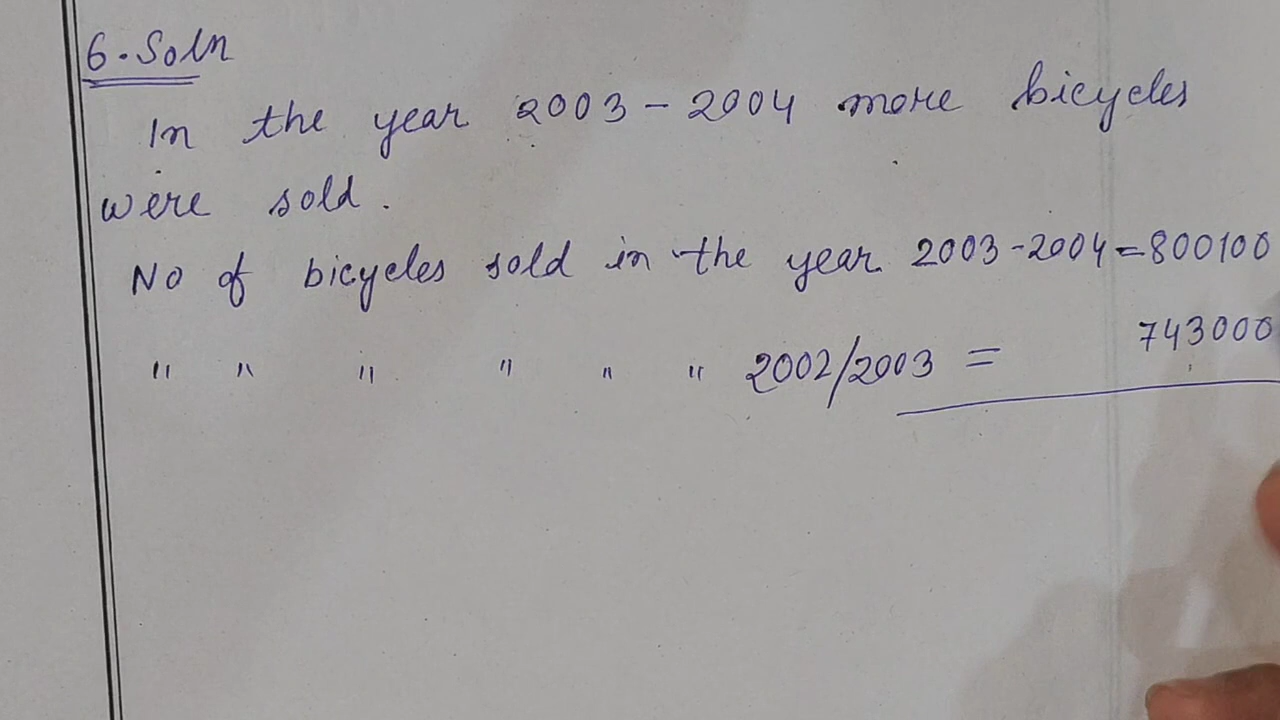 6. Soln
In the year 2003 - 2004 more bicycles
were sold.
No of bicycles sold in the year 2003 - 2004 = 800100
" " " " " " 2002/2003 = 743000